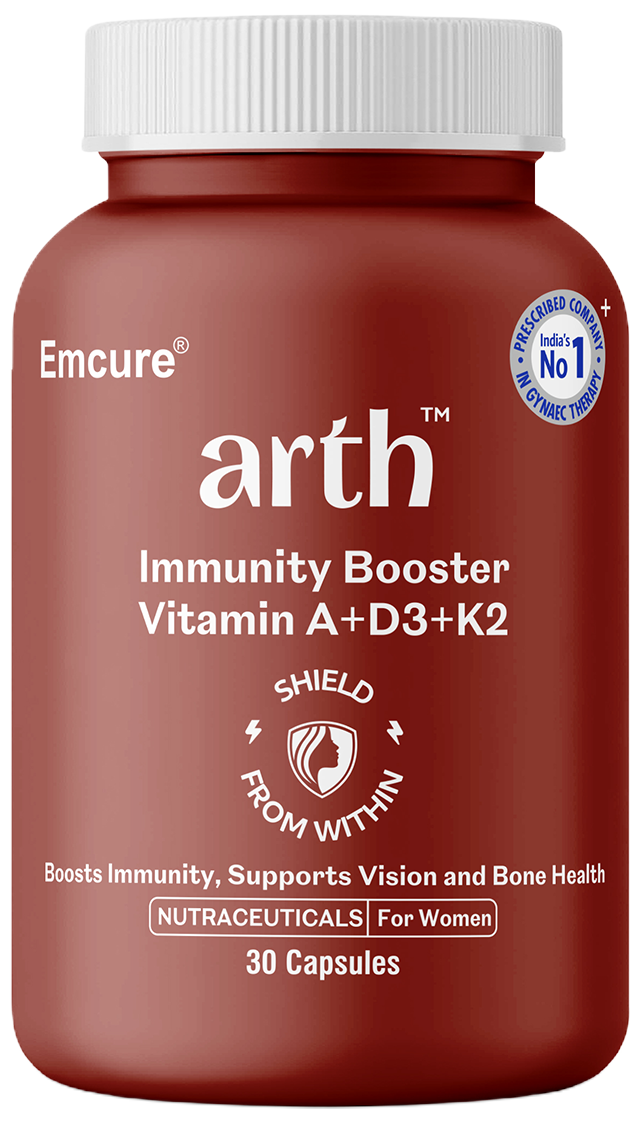 Emcure®
PRESCRIBED COMPANY +
India's
No 1
IN GYNAEC THERAPY
arth™
Immunity Booster
Vitamin A+D3+K2
SHIELD
FROM WITHIN
Boosts Immunity, Supports Vision and Bone Health
NUTRACEUTICALS | For Women
30 Capsules